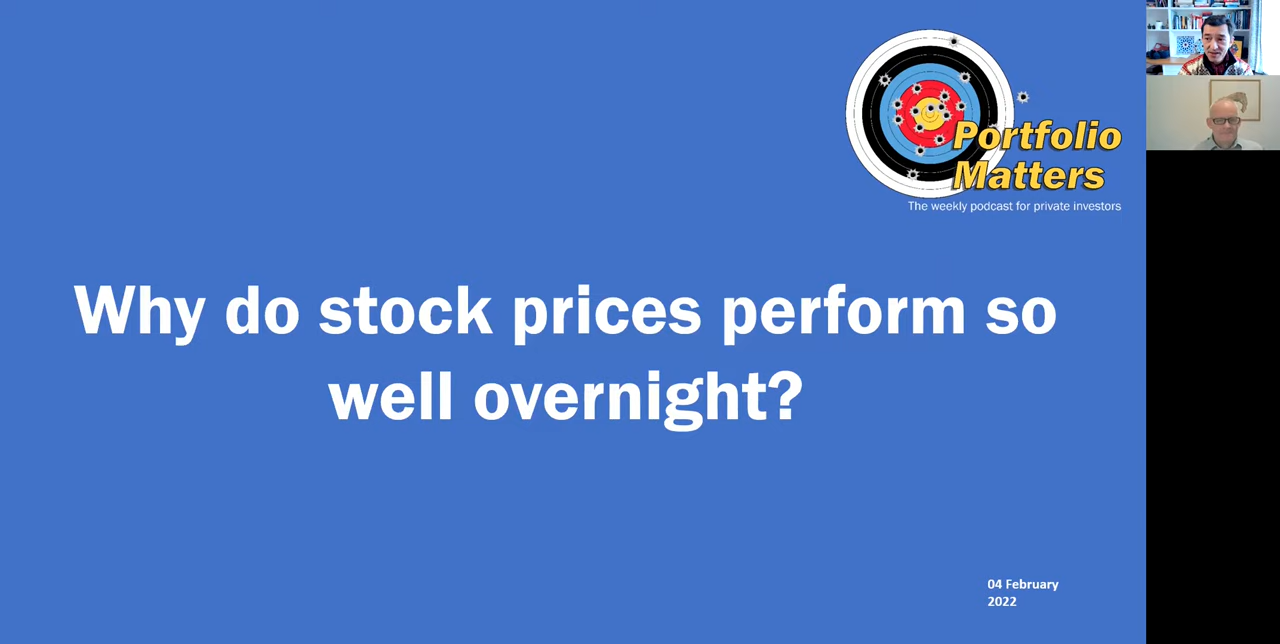 Portfolio
Matters
The weekly podcast for private investors
Why do stock prices perform so
well overnight?
04 February
2022